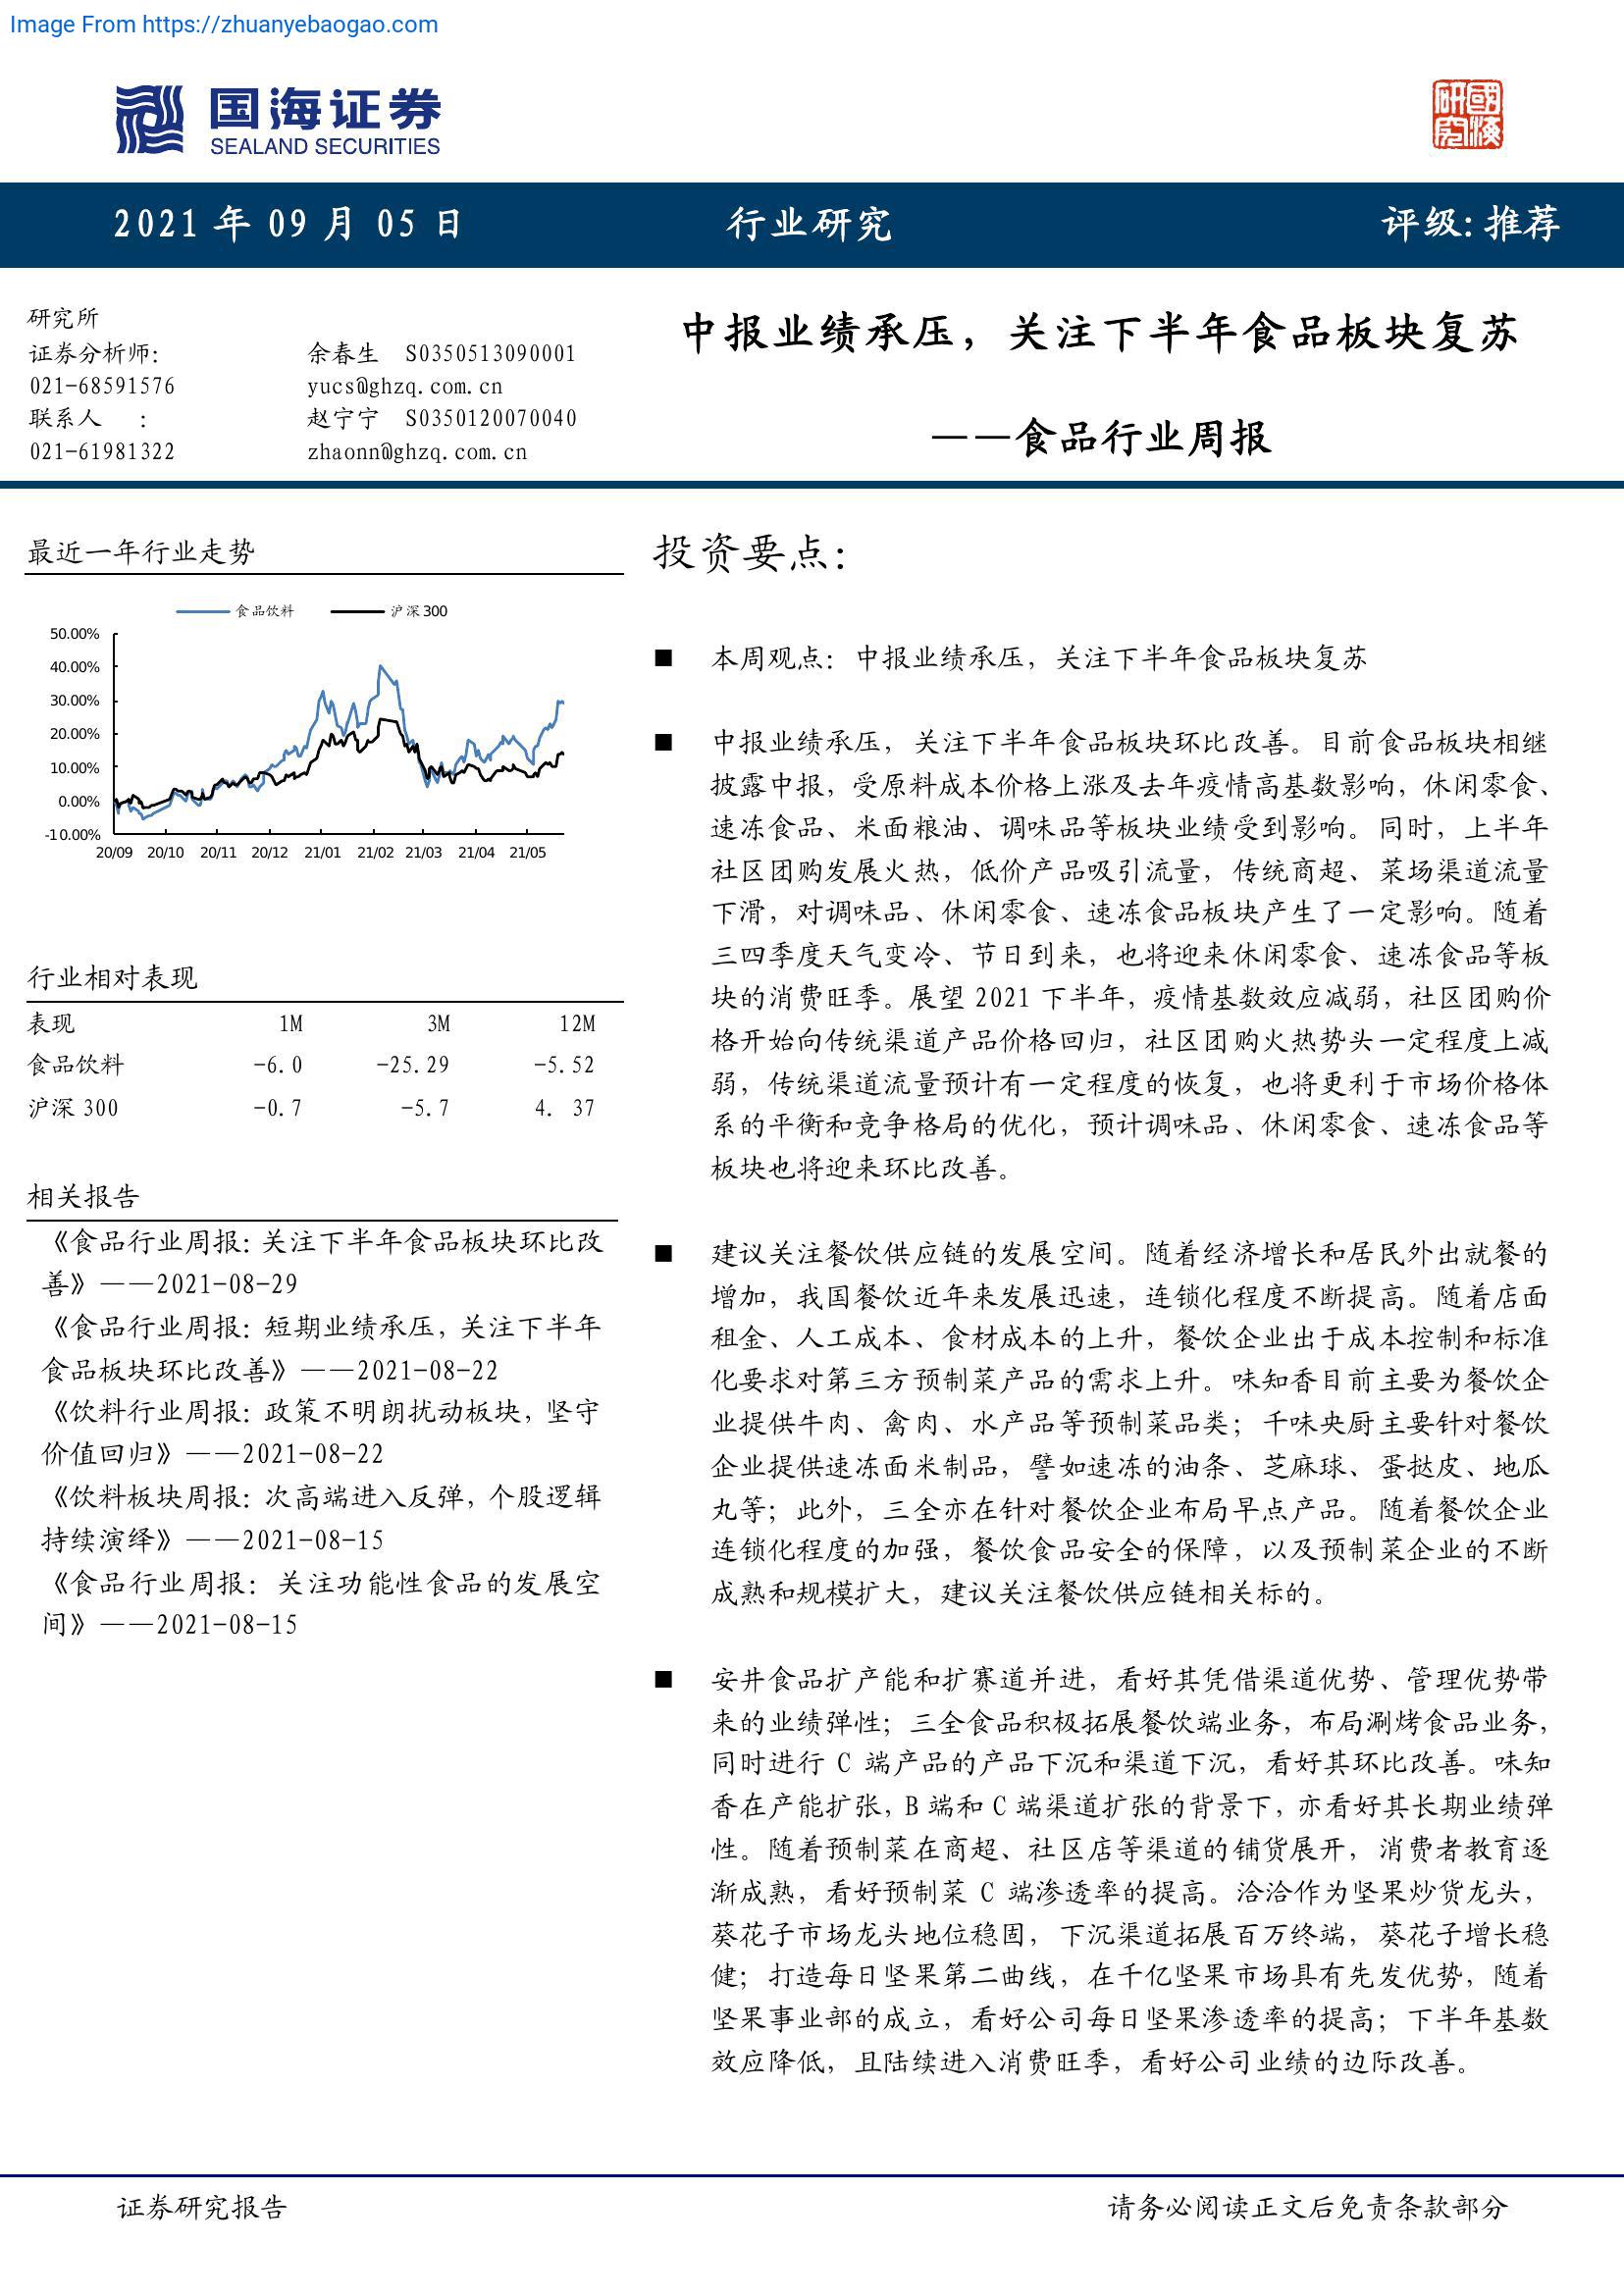 Image From https://zhuanyebaogao.com
国海证券
SEALAND SECURITIES
國海研究
2021 年 09 月 05 日
行业研究
评级: 推荐
研究所
证券分析师:
余春生 S0350513090001
021-68591576
yucs@ghzq.com.cn
联系人 :
赵宁宁 S0350120070040
021-61981322
zhaonn@ghzq.com.cn
中报业绩承压，关注下半年食品板块复苏
——食品行业周报
最近一年行业走势
食品饮料
沪深 300
50.00%
40.00%
30.00%
20.00%
10.00%
0.00%
-10.00%
20/09 20/10 20/11 20/12 21/01 21/02 21/03 21/04 21/05
行业相对表现
表现 1M 3M 12M
食品饮料 -6.0 -25.29 -5.52
沪深 300 -0.7 -5.7 4. 37
相关报告
《食品行业周报: 关注下半年食品板块环比改
善》——2021-08-29
《食品行业周报: 短期业绩承压, 关注下半年
食品板块环比改善》——2021-08-22
《饮料行业周报: 政策不明朗扰动板块, 坚守
价值回归》——2021-08-22
《饮料板块周报: 次高端进入反弹, 个股逻辑
持续演绎》——2021-08-15
《食品行业周报: 关注功能性食品的发展空
间》——2021-08-15
投资要点:
■ 本周观点: 中报业绩承压，关注下半年食品板块复苏
■ 中报业绩承压，关注下半年食品板块环比改善。目前食品板块相继
披露中报，受原料成本价格上涨及去年疫情高基数影响，休闲零食、
速冻食品、米面粮油、调味品等板块业绩受到影响。同时，上半年
社区团购发展火热，低价产品吸引流量，传统商超、菜场渠道流量
下滑，对调味品、休闲零食、速冻食品板块产生了一定影响。随着
三四季度天气变冷、节日到来，也将迎来休闲零食、速冻食品等板
块的消费旺季。展望 2021 下半年，疫情基数效应减弱，社区团购价
格开始向传统渠道产品价格回归，社区团购火热势头一定程度上减
弱，传统渠道流量预计有一定程度的恢复，也将更利于市场价格体
系的平衡和竞争格局的优化，预计调味品、休闲零食、速冻食品等
板块也将迎来环比改善。
■ 建议关注餐饮供应链的发展空间。随着经济增长和居民外出就餐的
增加，我国餐饮近年来发展迅速，连锁化程度不断提高。随着店面
租金、人工成本、食材成本的上升，餐饮企业出于成本控制和标准
化要求对第三方预制菜产品的需求上升。味知香目前主要为餐饮企
业提供牛肉、禽肉、水产品等预制菜品类；千味央厨主要针对餐饮
企业提供速冻面米制品，譬如速冻的油条、芝麻球、蛋挞皮、地瓜
丸等；此外，三全亦在针对餐饮企业布局早点产品。随着餐饮企业
连锁化程度的加强，餐饮食品安全的保障，以及预制菜企业的不断
成熟和规模扩大，建议关注餐饮供应链相关标的。
■ 安井食品扩产能和扩赛道并进，看好其凭借渠道优势、管理优势带
来的业绩弹性；三全食品积极拓展餐饮端业务，布局涮烤食品业务，
同时进行 C 端产品的产品下沉和渠道下沉，看好其环比改善。味知
香在产能扩张，B 端和 C 端渠道扩张的背景下，亦看好其长期业绩弹
性。随着预制菜在商超、社区店等渠道的铺货展开，消费者教育逐
渐成熟，看好预制菜 C 端渗透率的提高。洽洽作为坚果炒货龙头，
葵花子市场龙头地位稳固，下沉渠道拓展百万终端，葵花子增长稳
健；打造每日坚果第二曲线，在千亿坚果市场具有先发优势，随着
坚果事业部的成立，看好公司每日坚果渗透率的提高；下半年基数
效应降低，且陆续进入消费旺季，看好公司业绩的边际改善。
证券研究报告
请务必阅读正文后免责条款部分